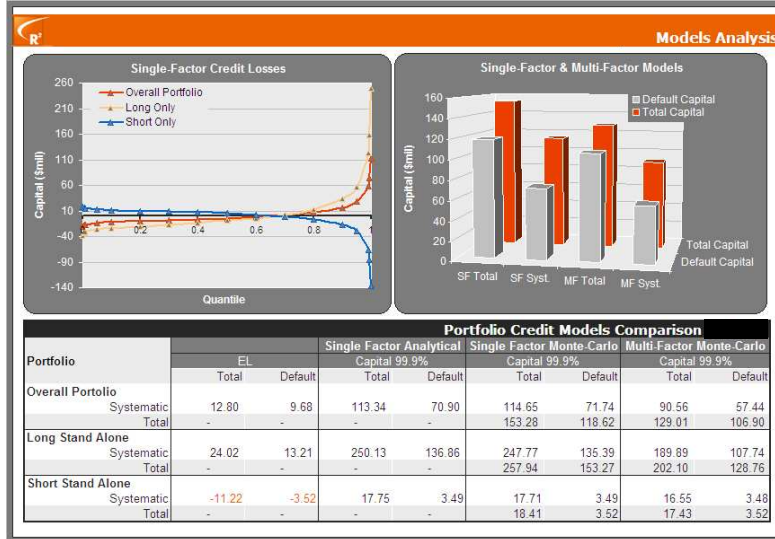 R²
Models Analysis
Single-Factor Credit Losses
260
210
160
110
60
10
-40
-90
-140
Capital ($mil)
Overall Portfolio
Long Only
Short Only
0.2 0.4 0.6 0.8 1
Quantile
Single-Factor & Multi-Factor Models
160
140
120
100
80
60
40
20
0
Capital ($mil)
Default Capital
Total Capital
Total Capital
Default Capital
SF Total SF Syst. MF Total MF Syst.
Portfolio Credit Models Comparison
Single Factor Analytical Single Factor Monte-Carlo Multi-Factor Monte-Carlo
Portfolio EL Capital 99.9% Capital 99.9% Capital 99.9%
Total Default Total Default Total Default Total Default
Overall Portolio
Systematic 12.80 9.68 113.34 70.90 114.65 71.74 90.56 57.44
Total - - - - 153.28 118.62 129.01 106.90
Long Stand Alone
Systematic 24.02 13.21 250.13 136.86 247.77 135.39 189.89 107.74
Total - - - - 257.94 153.27 202.10 128.76
Short Stand Alone
Systematic -11.22 -3.52 17.75 3.49 17.71 3.49 16.55 3.48
Total - - - - 18.41 3.52 17.43 3.52